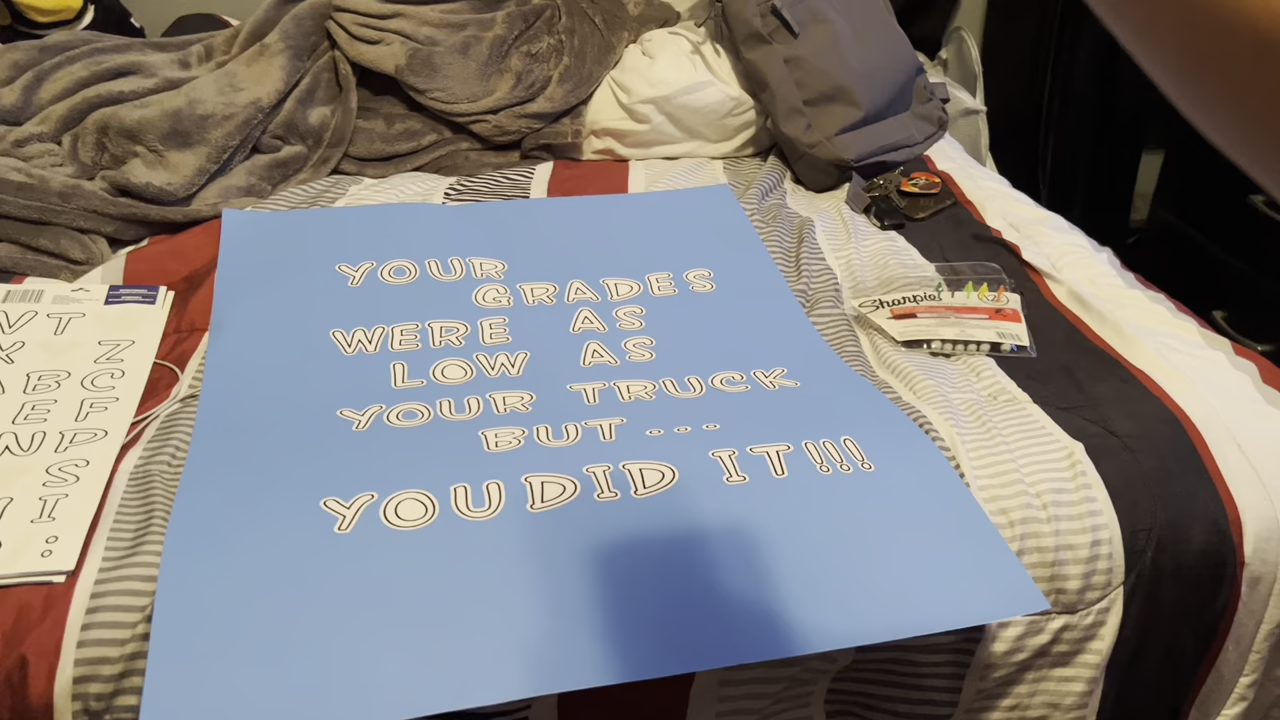 YOUR
GRADES
WERE AS
LOW AS
YOUR TRUCK
BUT...
YOU DID IT!!!
Sharpie
V T
X Z
A B C
E F
N P
S
I
: